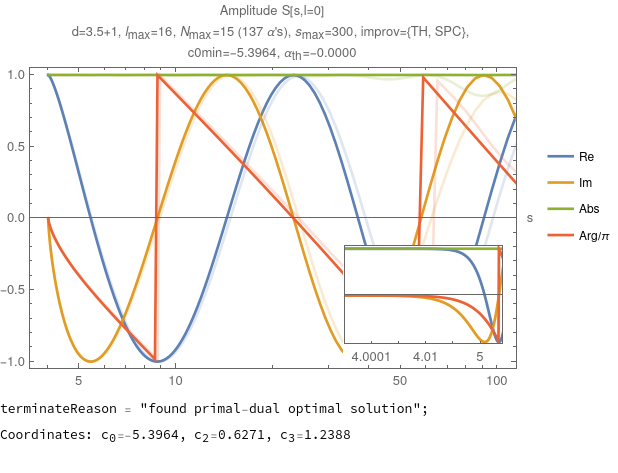 Amplitude S[s,l=0]
d=3.5+1, lmax=16, Nmax=15 (137 α's), smax=300, improv={TH, SPC},
c0min=−5.3964, αth=−0.0000
1.0
0.5
0.0
−0.5
−1.0
s
5 10 50 100
4.0001 4.01 5
Re
Im
Abs
Arg/π
terminateReason = "found primal-dual optimal solution";
Coordinates: c0=-5.3964, c2=0.6271, c3=1.2388